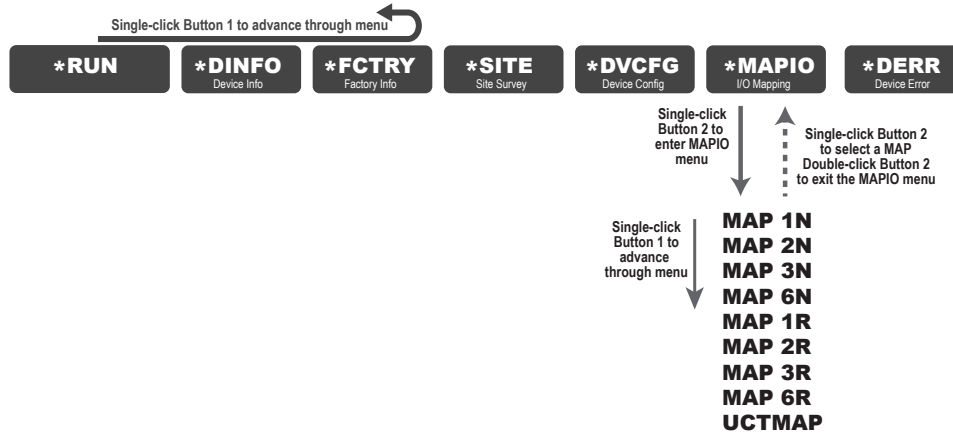 Single-click Button 1 to advance through menu
*RUN
*DINFO
Device Info
*FCTRY
Factory Info
*SITE
Site Survey
*DVCFG
Device Config
*MAPIO
I/O Mapping
*DERR
Device Error
Single-click
Button 2 to
enter MAPIO
menu
Single-click Button 2
to select a MAP
Double-click Button 2
to exit the MAPIO menu
Single-click
Button 1 to
advance
through menu
MAP 1N
MAP 2N
MAP 3N
MAP 6N
MAP 1R
MAP 2R
MAP 3R
MAP 6R
UCTMAP